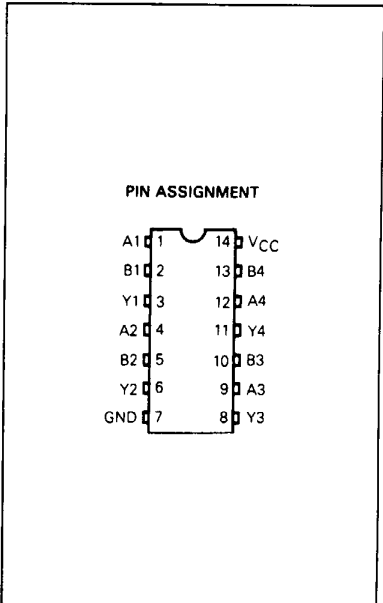 PIN ASSIGNMENT
A1 1 14 VCC
B1 2 13 B4
Y1 3 12 A4
A2 4 11 Y4
B2 5 10 B3
Y2 6 9 A3
GND 7 8 Y3